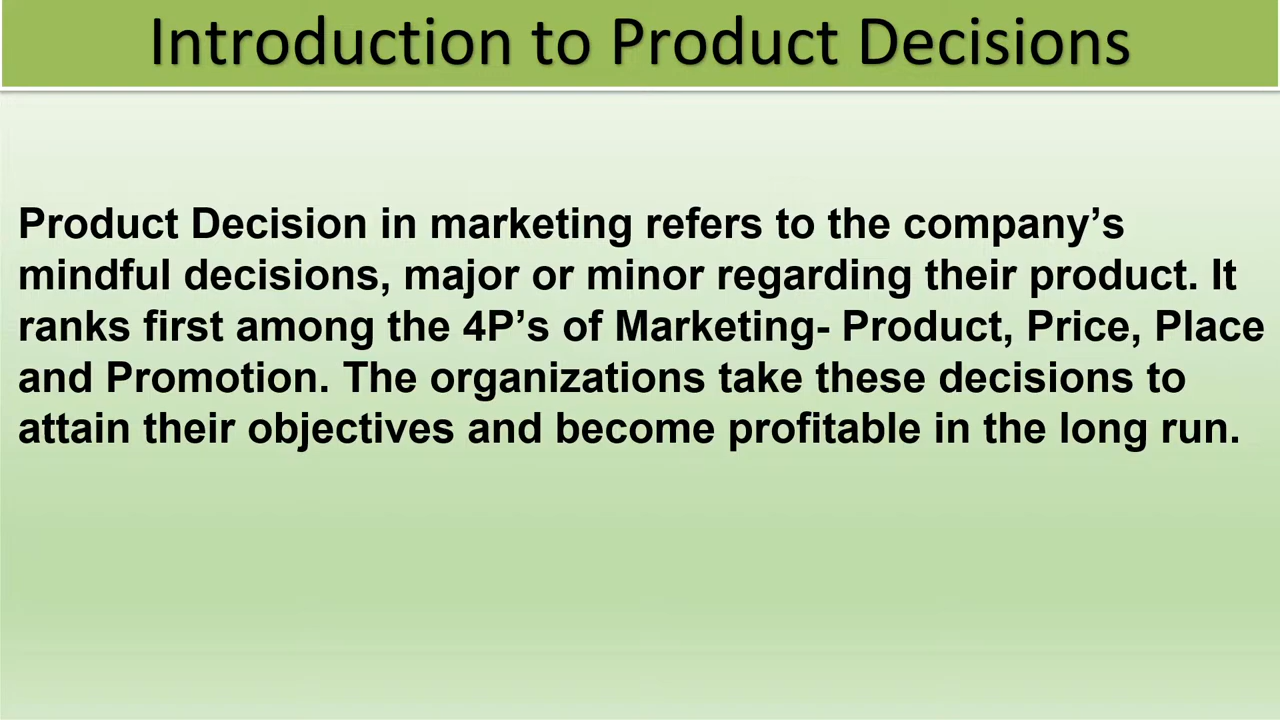 Introduction to Product Decisions
Product Decision in marketing refers to the company’s
mindful decisions, major or minor regarding their product. It
ranks first among the 4P’s of Marketing- Product, Price, Place
and Promotion. The organizations take these decisions to
attain their objectives and become profitable in the long run.